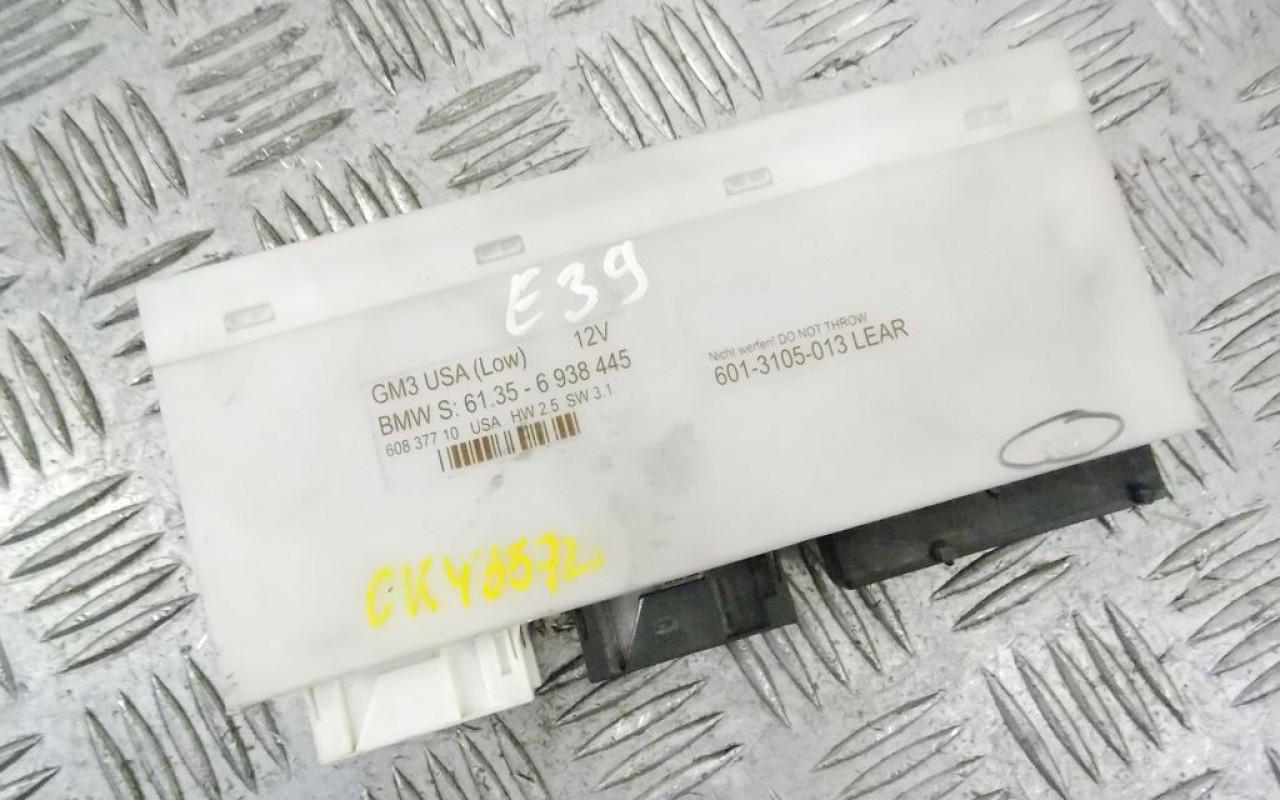 E39
GM3 USA (Low) 12V
BMW S: 61.35 - 6 938 445
608 377 10 USA HW 2.5 SW 3.1
Nicht werfen! DO NOT THROW
601-3105-013 LEAR